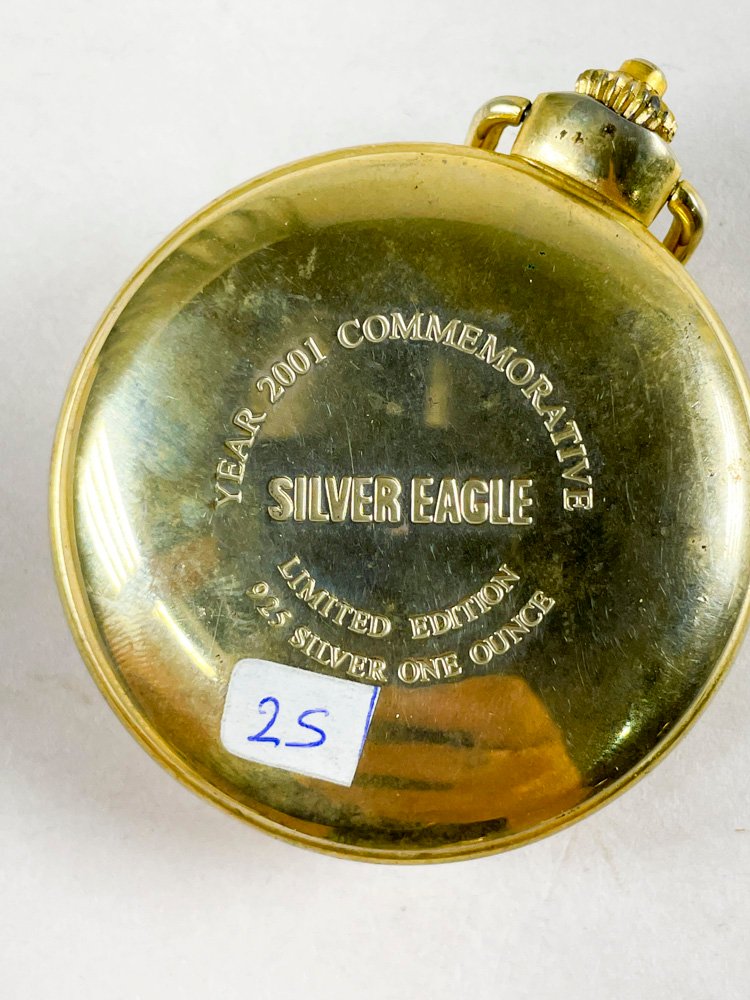 YEAR 2001 COMMEMORATIVE
SILVER EAGLE
LIMITED EDITION
925 SILVER ONE OUNCE
25